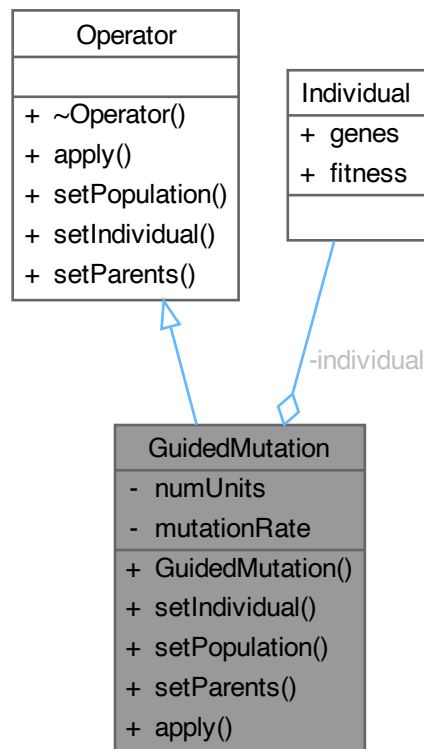 Operator
+ ~Operator()
+ apply()
+ setPopulation()
+ setIndividual()
+ setParents()
Individual
+ genes
+ fitness
-individual
GuidedMutation
- numUnits
- mutationRate
+ GuidedMutation()
+ setIndividual()
+ setPopulation()
+ setParents()
+ apply()